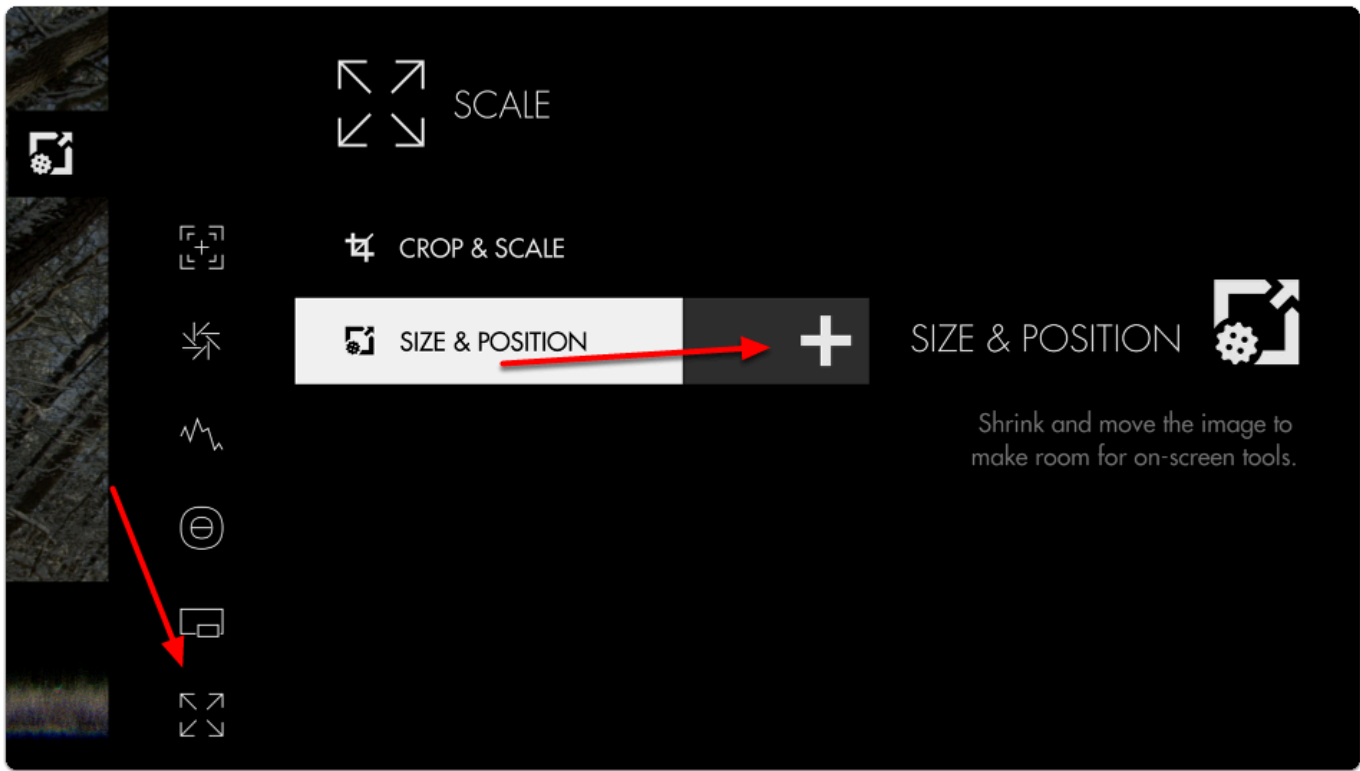 SCALE
CROP & SCALE
SIZE & POSITION
SIZE & POSITION
Shrink and move the image to
make room for on-screen tools.